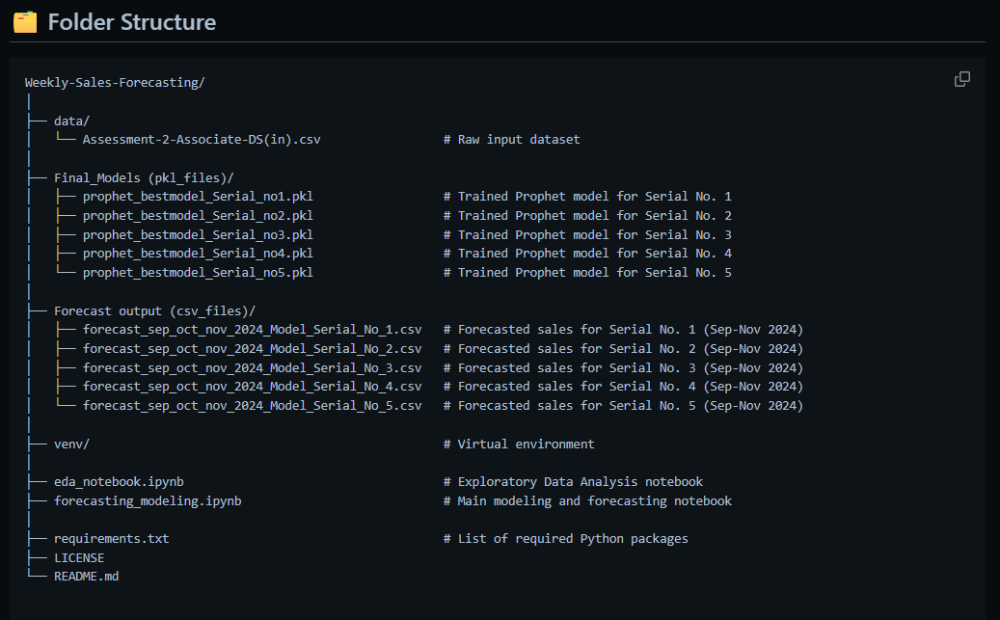 Folder Structure
Weekly-Sales-Forecasting/
│
├── data/
│   └── Assessment-2-Associate-DS(in).csv                 # Raw input dataset
│
├── Final_Models (pkl_files)/
│   ├── prophet_bestmodel_Serial_no1.pkl                  # Trained Prophet model for Serial No. 1
│   ├── prophet_bestmodel_Serial_no2.pkl                  # Trained Prophet model for Serial No. 2
│   ├── prophet_bestmodel_Serial_no3.pkl                  # Trained Prophet model for Serial No. 3
│   ├── prophet_bestmodel_Serial_no4.pkl                  # Trained Prophet model for Serial No. 4
│   └── prophet_bestmodel_Serial_no5.pkl                  # Trained Prophet model for Serial No. 5
│
├── Forecast output (csv_files)/
│   ├── forecast_sep_oct_nov_2024_Model_Serial_No_1.csv   # Forecasted sales for Serial No. 1 (Sep-Nov 2024)
│   ├── forecast_sep_oct_nov_2024_Model_Serial_No_2.csv   # Forecasted sales for Serial No. 2 (Sep-Nov 2024)
│   ├── forecast_sep_oct_nov_2024_Model_Serial_No_3.csv   # Forecasted sales for Serial No. 3 (Sep-Nov 2024)
│   ├── forecast_sep_oct_nov_2024_Model_Serial_No_4.csv   # Forecasted sales for Serial No. 4 (Sep-Nov 2024)
│   └── forecast_sep_oct_nov_2024_Model_Serial_No_5.csv   # Forecasted sales for Serial No. 5 (Sep-Nov 2024)
│
├── venv/                                                 # Virtual environment
│
├── eda_notebook.ipynb                                    # Exploratory Data Analysis notebook
├── forecasting_modeling.ipynb                            # Main modeling and forecasting notebook
│
├── requirements.txt                                      # List of required Python packages
├── LICENSE
└── README.md